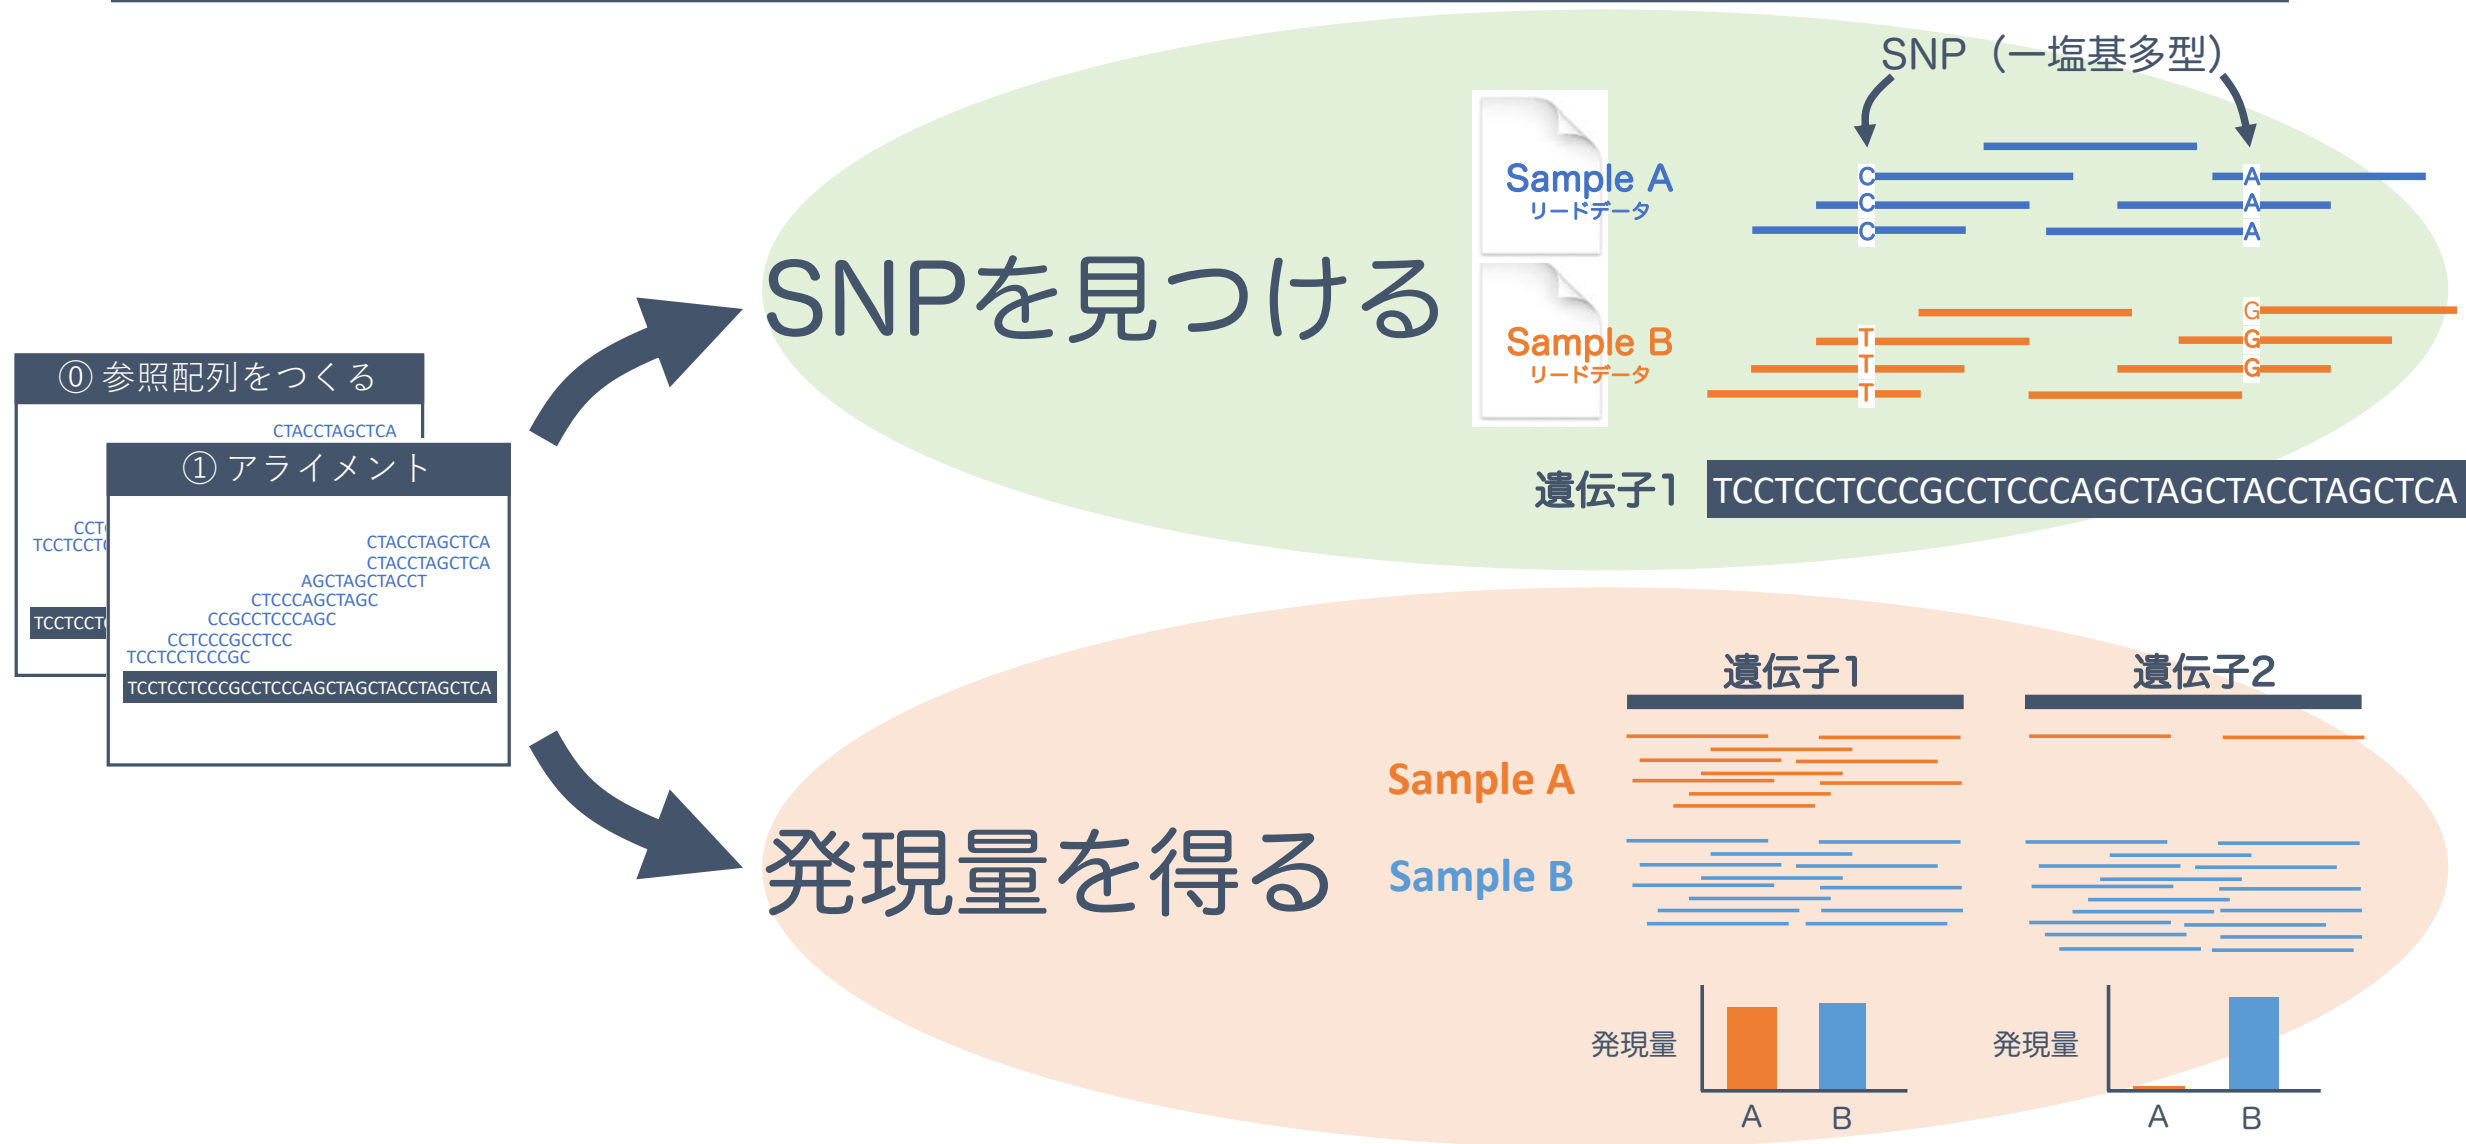 SNP（一塩基多型）
Sample A
リードデータ
C
C
C
A
A
A
SNPを見つける
Sample B
リードデータ
T
T
T
G
G
G
遺伝子1
TCCTCCTCCCGCCTCCCAGCTAGCTACCTAGCTCA
⓪ 参照配列をつくる
CTACCTAGCTCA
CCT
TCCTCCT
TCCTCCT
① アライメント
CTACCTAGCTCA
CTACCTAGCTCA
AGCTAGCTACCT
CTCCCAGCTAGC
CCGCCTCCCAGC
CCTCCCGCCTCC
TCCTCCTCCCGC
TCCTCCTCCCGCCTCCCAGCTAGCTACCTAGCTCA
発現量を得る
遺伝子1
遺伝子2
Sample A
Sample B
発現量
A
B
発現量
A
B